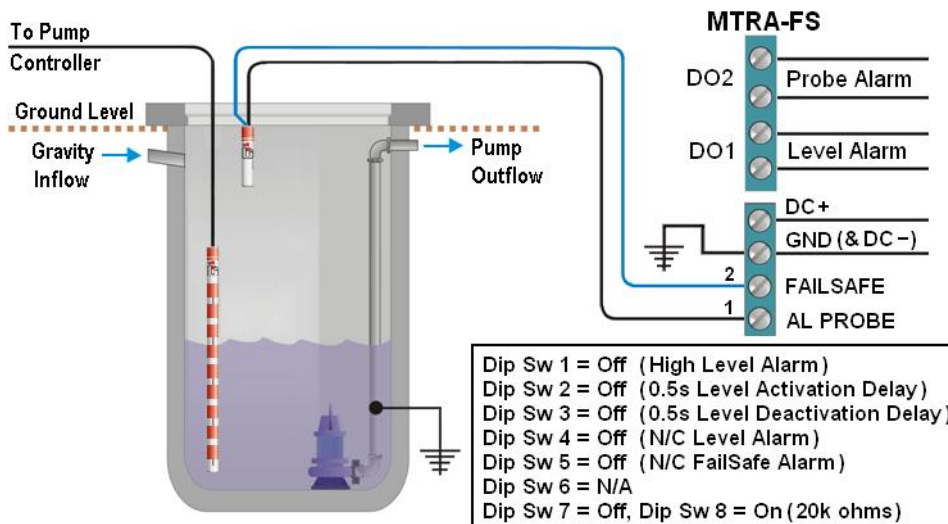 To Pump
Controller
Ground Level
Gravity
Inflow
Pump
Outflow
MTRA-FS
DO2
Probe Alarm
DO1
Level Alarm
DC+
GND (& DC–)
2
FAILSAFE
1
AL PROBE
Dip Sw 1 = Off (High Level Alarm)
Dip Sw 2 = Off (0.5s Level Activation Delay)
Dip Sw 3 = Off (0.5s Level Deactivation Delay)
Dip Sw 4 = Off (N/C Level Alarm)
Dip Sw 5 = Off (N/C FailSafe Alarm)
Dip Sw 6 = N/A
Dip Sw 7 = Off, Dip Sw 8 = On (20k ohms)